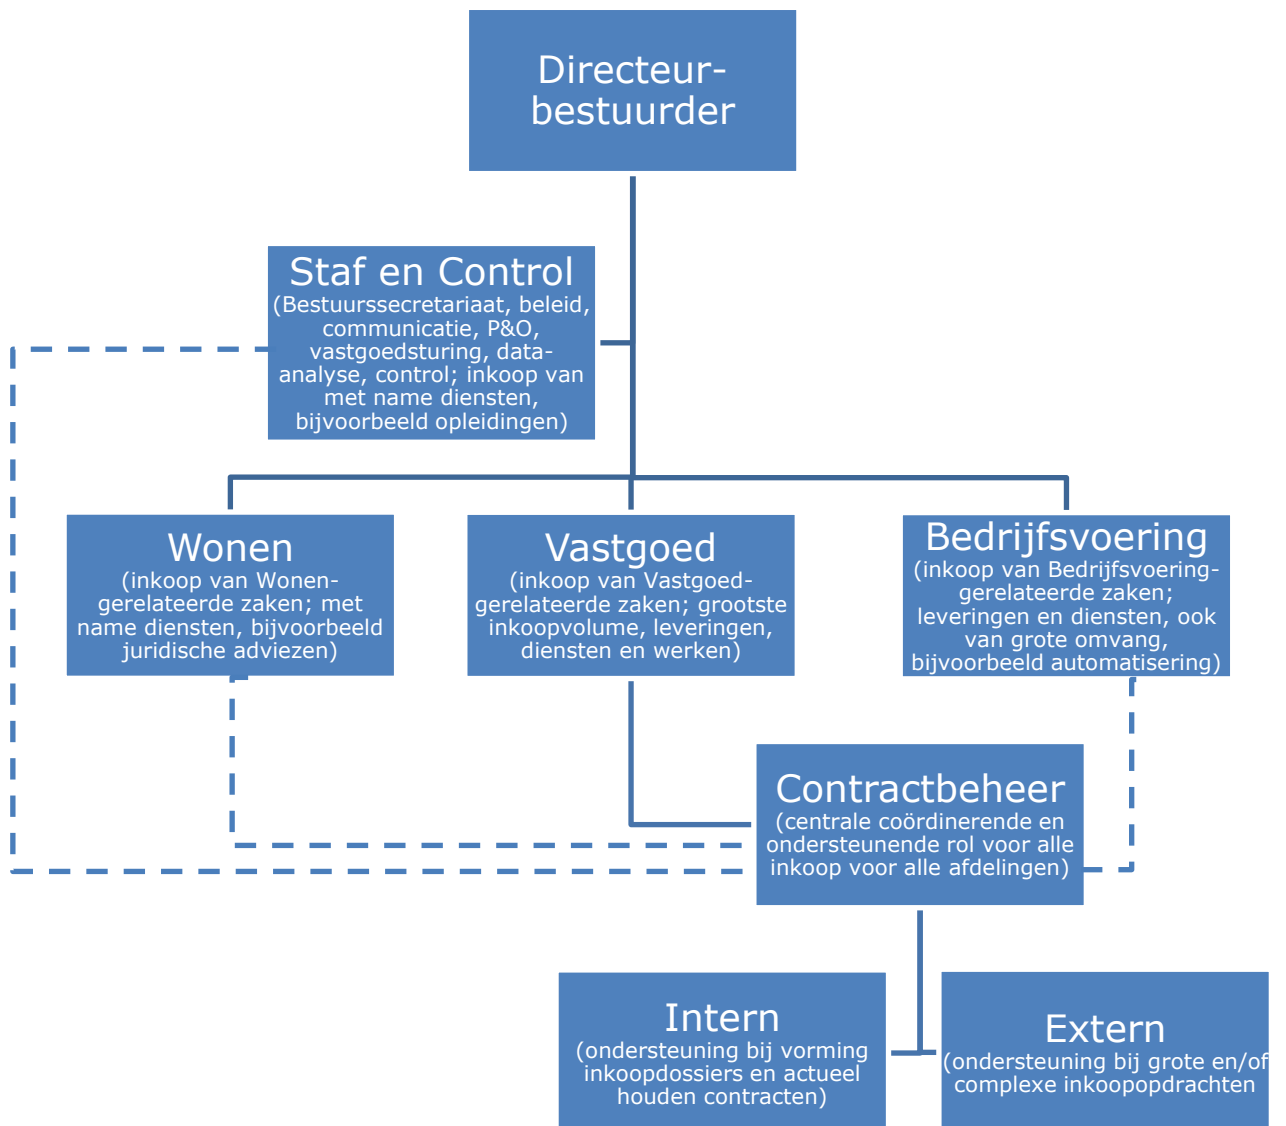 Directeur-
bestuurder
Staf en Control
(Bestuurssecretariaat, beleid,
communicatie, P&O,
vastgoedsturing, data-
analyse, control; inkoop van
met name diensten,
bijvoorbeeld opleidingen)
Wonen
(inkoop van Wonen-
gerelateerde zaken; met
name diensten, bijvoorbeeld
juridische adviezen)
Vastgoed
(inkoop van Vastgoed-
gerelateerde zaken; grootste
inkoopvolume, leveringen,
diensten en werken)
Bedrijfsvoering
(inkoop van Bedrijfsvoering-
gerelateerde zaken;
leveringen en diensten, ook
van grote omvang,
bijvoorbeeld automatisering)
Contractbeheer
(centrale coördinerende en
ondersteunende rol voor alle
inkoop voor alle afdelingen)
Intern
(ondersteuning bij vorming
inkoopdossiers en actueel
houden contracten)
Extern
(ondersteuning bij grote en/of
complexe inkoopopdrachten